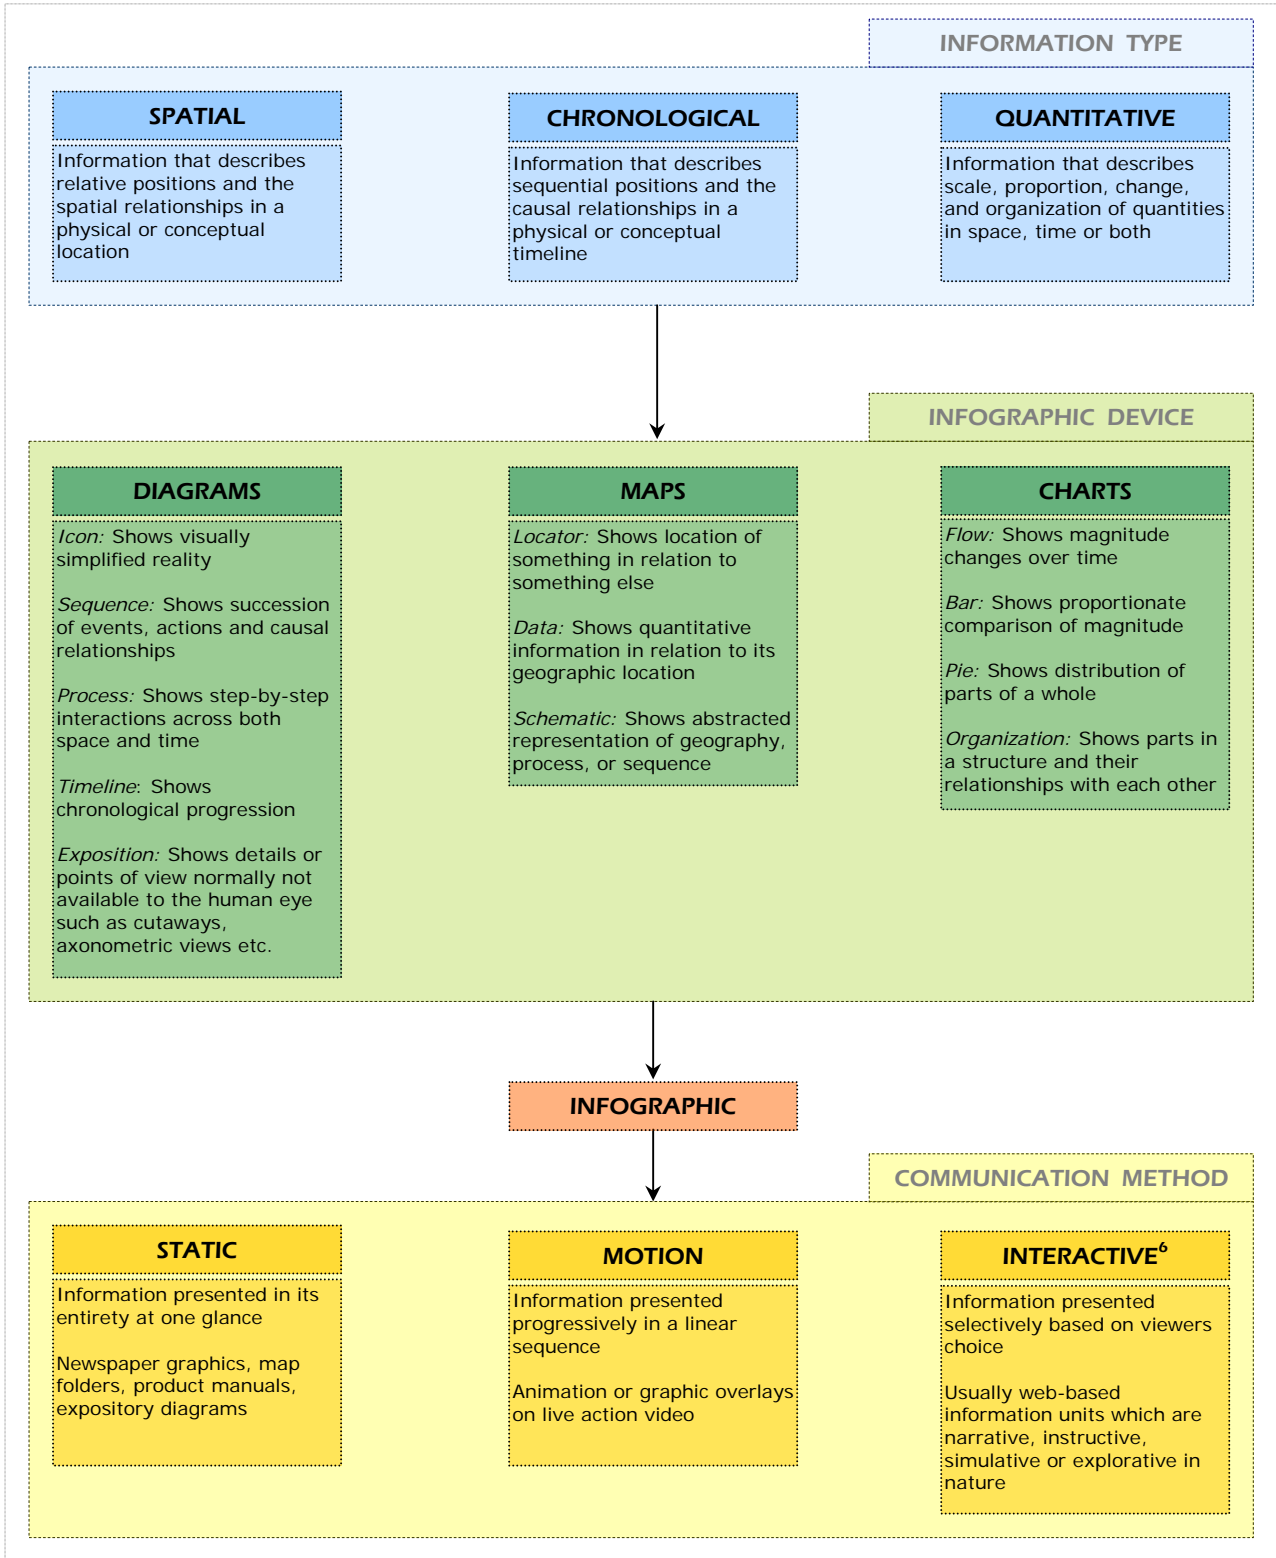 INFORMATION TYPE
SPATIAL
Information that describes
relative positions and the
spatial relationships in a
physical or conceptual
location
CHRONOLOGICAL
Information that describes
sequential positions and the
causal relationships in a
physical or conceptual
timeline
QUANTITATIVE
Information that describes
scale, proportion, change,
and organization of quantities
in space, time or both
INFOGRAPHIC DEVICE
DIAGRAMS
Icon: Shows visually
simplified reality
Sequence: Shows succession
of events, actions and causal
relationships
Process: Shows step-by-step
interactions across both
space and time
Timeline: Shows
chronological progression
Exposition: Shows details or
points of view normally not
available to the human eye
such as cutaways,
axonometric views etc.
MAPS
Locator: Shows location of
something in relation to
something else
Data: Shows quantitative
information in relation to its
geographic location
Schematic: Shows abstracted
representation of geography,
process, or sequence
CHARTS
Flow: Shows magnitude
changes over time
Bar: Shows proportionate
comparison of magnitude
Pie: Shows distribution of
parts of a whole
Organization: Shows parts in
a structure and their
relationships with each other
INFOGRAPHIC
COMMUNICATION METHOD
STATIC
Information presented in its
entirety at one glance
Newspaper graphics, map
folders, product manuals,
expository diagrams
MOTION
Information presented
progressively in a linear
sequence
Animation or graphic overlays
on live action video
INTERACTIVE⁶
Information presented
selectively based on viewers
choice
Usually web-based
information units which are
narrative, instructive,
simulative or explorative in
nature